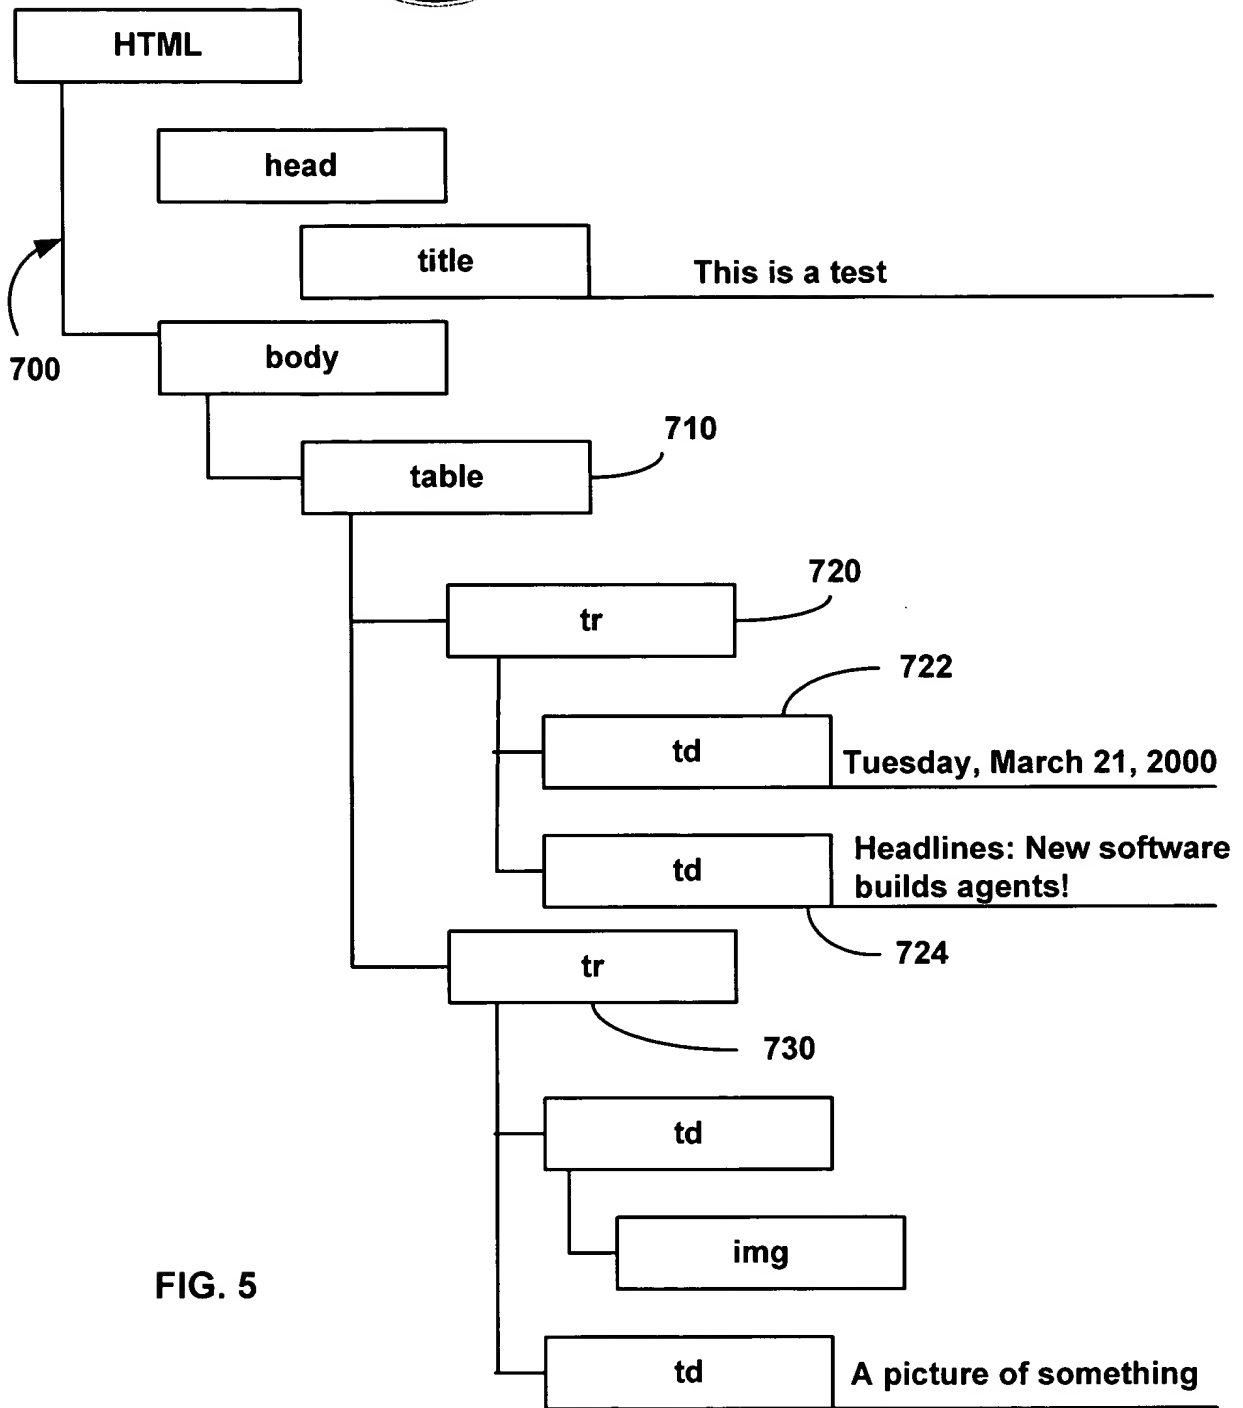 HTML
head
title
This is a test
body
700
710
table
720
tr
722
td
Tuesday, March 21, 2000
td
Headlines: New software
builds agents!
724
tr
730
td
img
FIG. 5
td
A picture of something